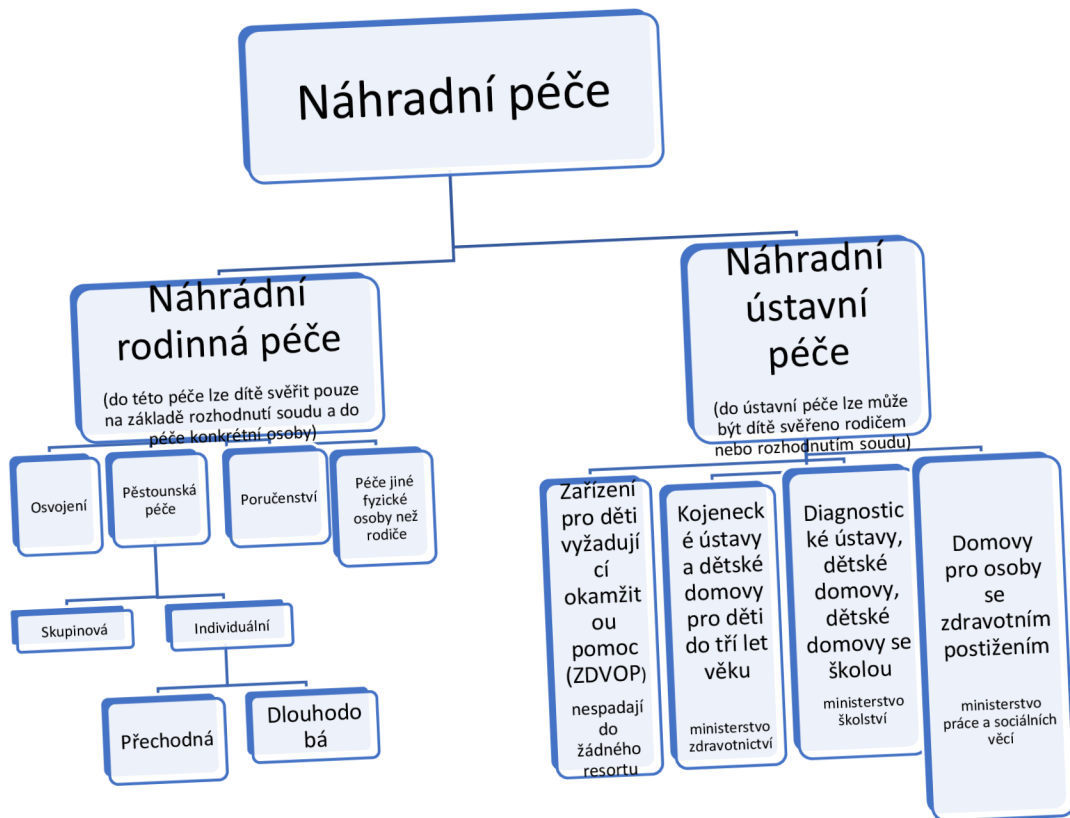 Náhradní péče
Náhrádní
rodinná péče
(do této péče lze dítě svěřit pouze
na základě rozhodnutí soudu a do
péče konkrétní osoby)
Náhradní
ústavní
péče
(do ústavní péče lze může
být dítě svěřeno rodičem
nebo rozhodnutím soudu)
Osvojení
Pěstounská
péče
Poručenství
Péče jiné
fyzické
osoby než
rodiče
Skupinová
Individuální
Přechodná
Dlouhodo
bá
Zařízení
pro děti
vyžadují
cí
okamžit
ou
pomoc
(ZDVOP)
nespadají
do
žádného
resortu
Kojeneck
é ústavy
a dětské
domovy
pro děti
do tří let
věku
ministerstvo
zdravotnictví
Diagnostic
ké ústavy,
dětské
domovy,
dětské
domovy se
školou
ministerstvo
školství
Domovy
pro osoby
se
zdravotním
postižením
ministerstvo
práce a sociálních
věcí